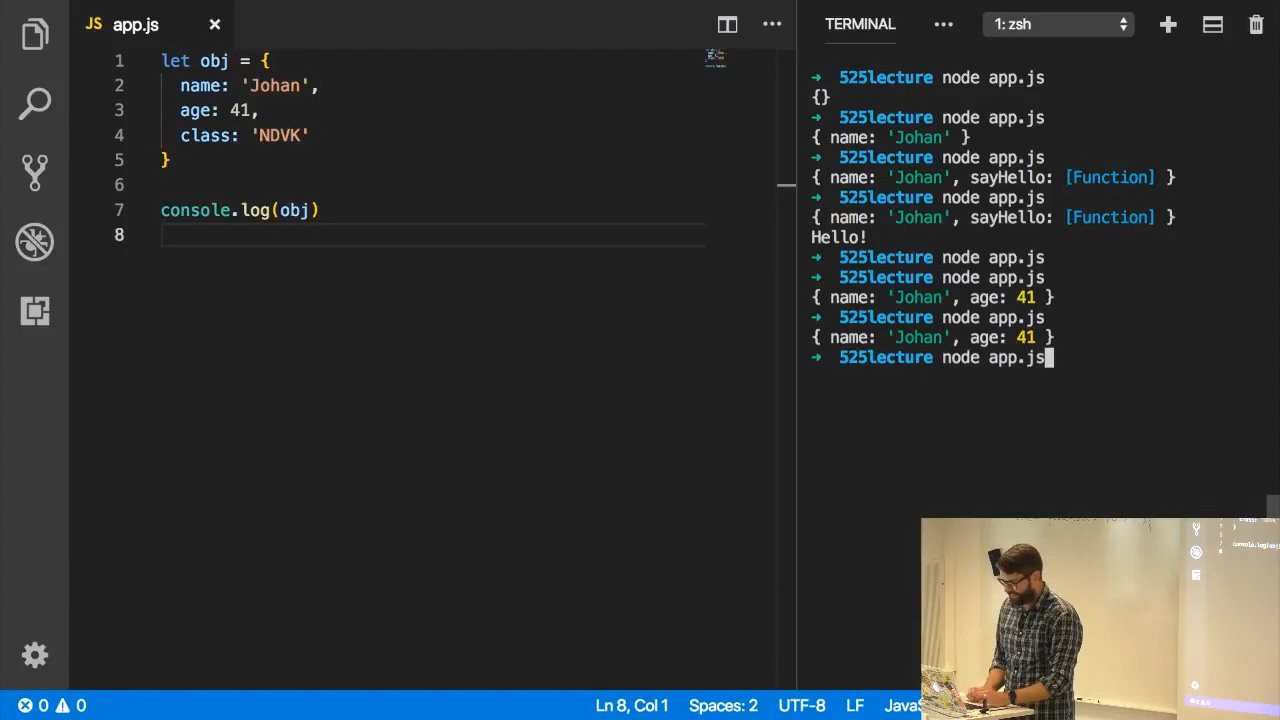 JS app.js
1 let obj = {
2 name: 'Johan',
3 age: 41,
4 class: 'NDVK'
5 }
6
7 console.log(obj)
8
TERMINAL
1: zsh
➜ 525lecture node app.js
{}
➜ 525lecture node app.js
{ name: 'Johan' }
➜ 525lecture node app.js
{ name: 'Johan', sayHello: [Function] }
➜ 525lecture node app.js
{ name: 'Johan', sayHello: [Function] }
Hello!
➜ 525lecture node app.js
➜ 525lecture node app.js
{ name: 'Johan', age: 41 }
➜ 525lecture node app.js
{ name: 'Johan', age: 41 }
➜ 525lecture node app.js
0 0
Ln 8, Col 1 Spaces: 2 UTF-8 LF JavaS